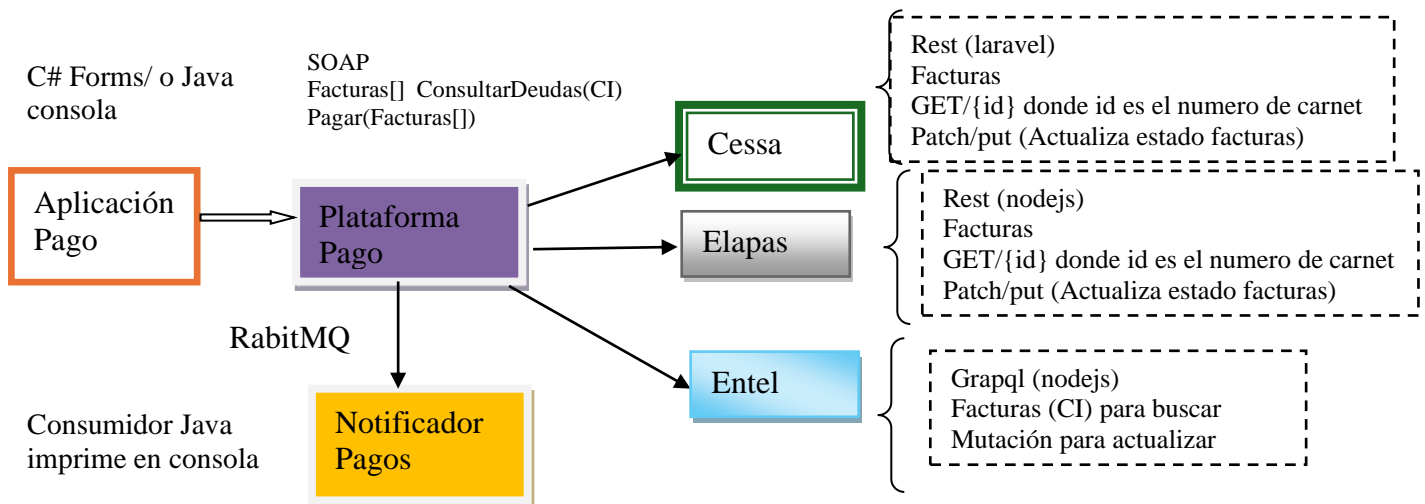 C# Forms/ o Java
consola
SOAP
Facturas[] ConsultarDeudas(CI)
Pagar(Facturas[])
Aplicación
Pago
Plataforma
Pago
RabitMQ
Notificador
Pagos
Consumidor Java
imprime en consola
Cessa
Rest (laravel)
Facturas
GET/{id} donde id es el numero de carnet
Patch/put (Actualiza estado facturas)
Elapas
Rest (nodejs)
Facturas
GET/{id} donde id es el numero de carnet
Patch/put (Actualiza estado facturas)
Entel
Grapql (nodejs)
Facturas (CI) para buscar
Mutación para actualizar